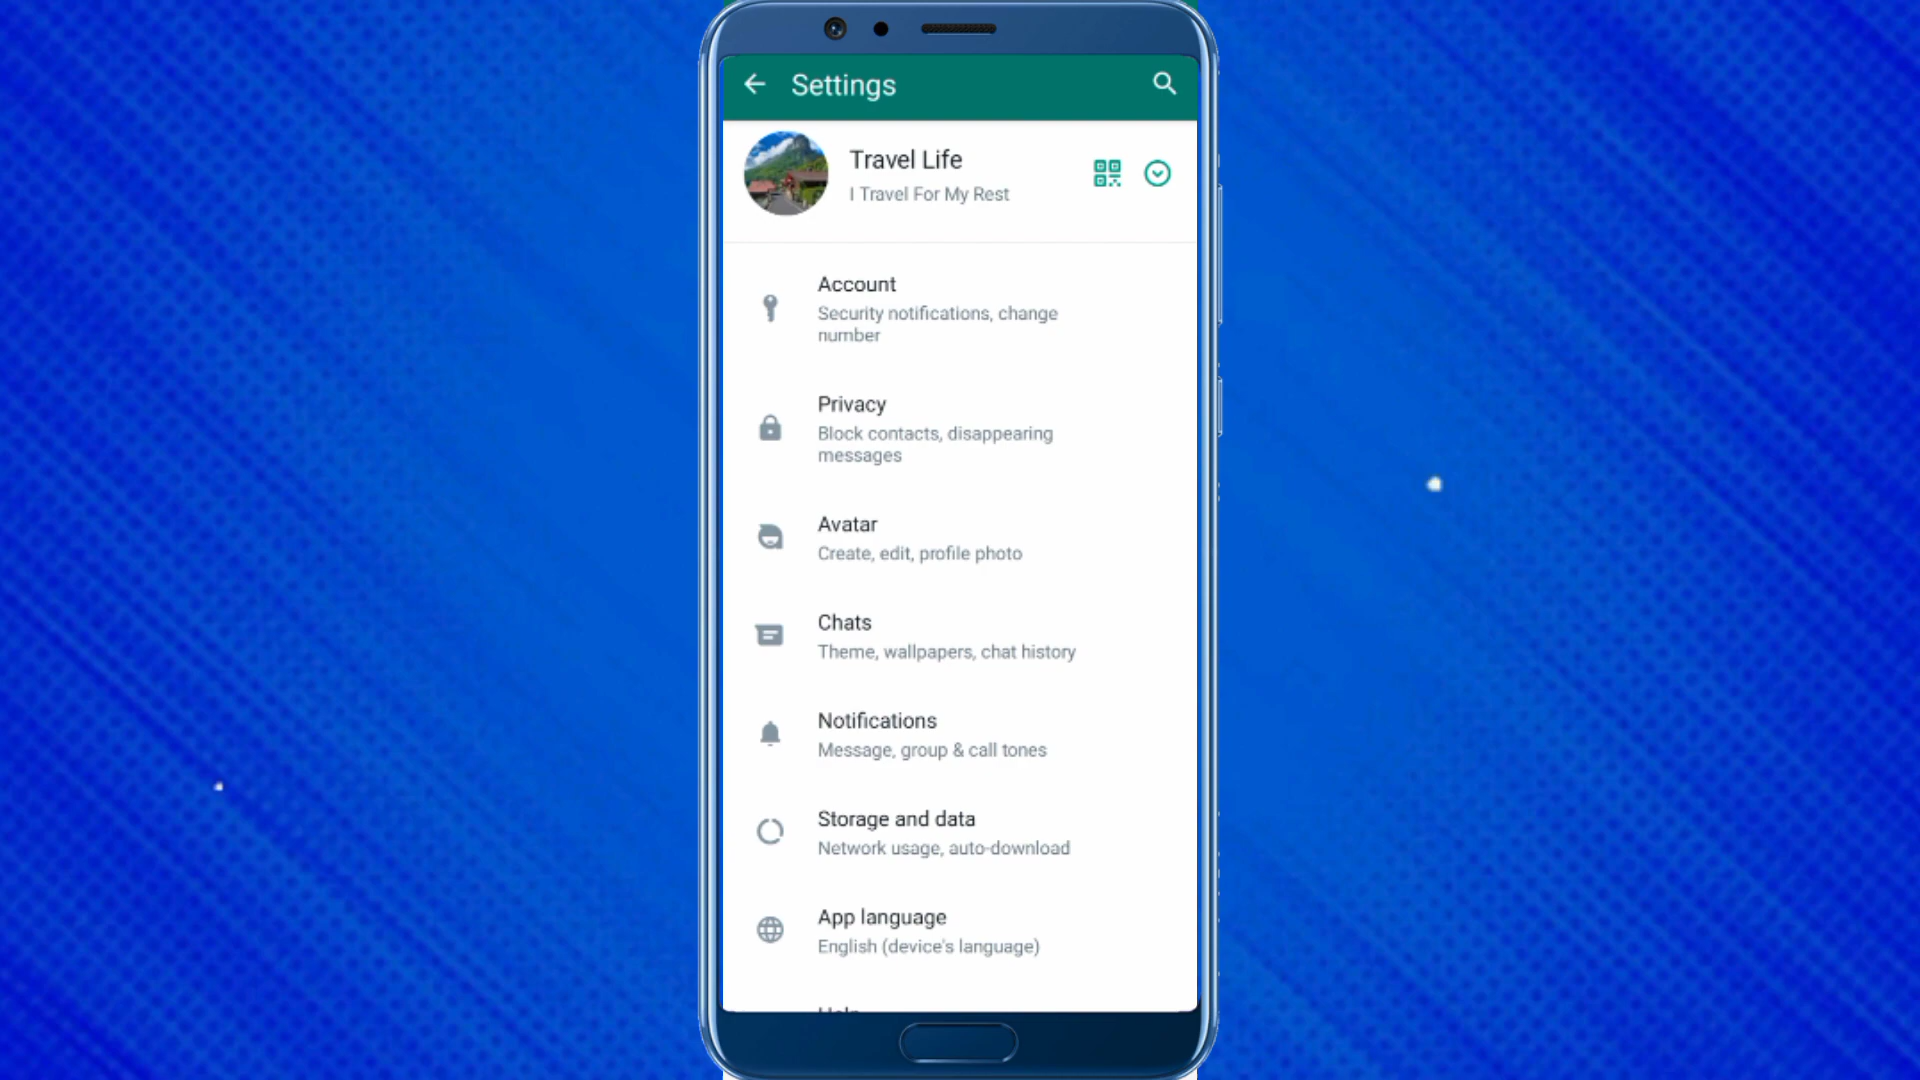 Settings
Travel Life
I Travel For My Rest
Account
Security notifications, change
number
Privacy
Block contacts, disappearing
messages
Avatar
Create, edit, profile photo
Chats
Theme, wallpapers, chat history
Notifications
Message, group & call tones
Storage and data
Network usage, auto-download
App language
English (device's language)